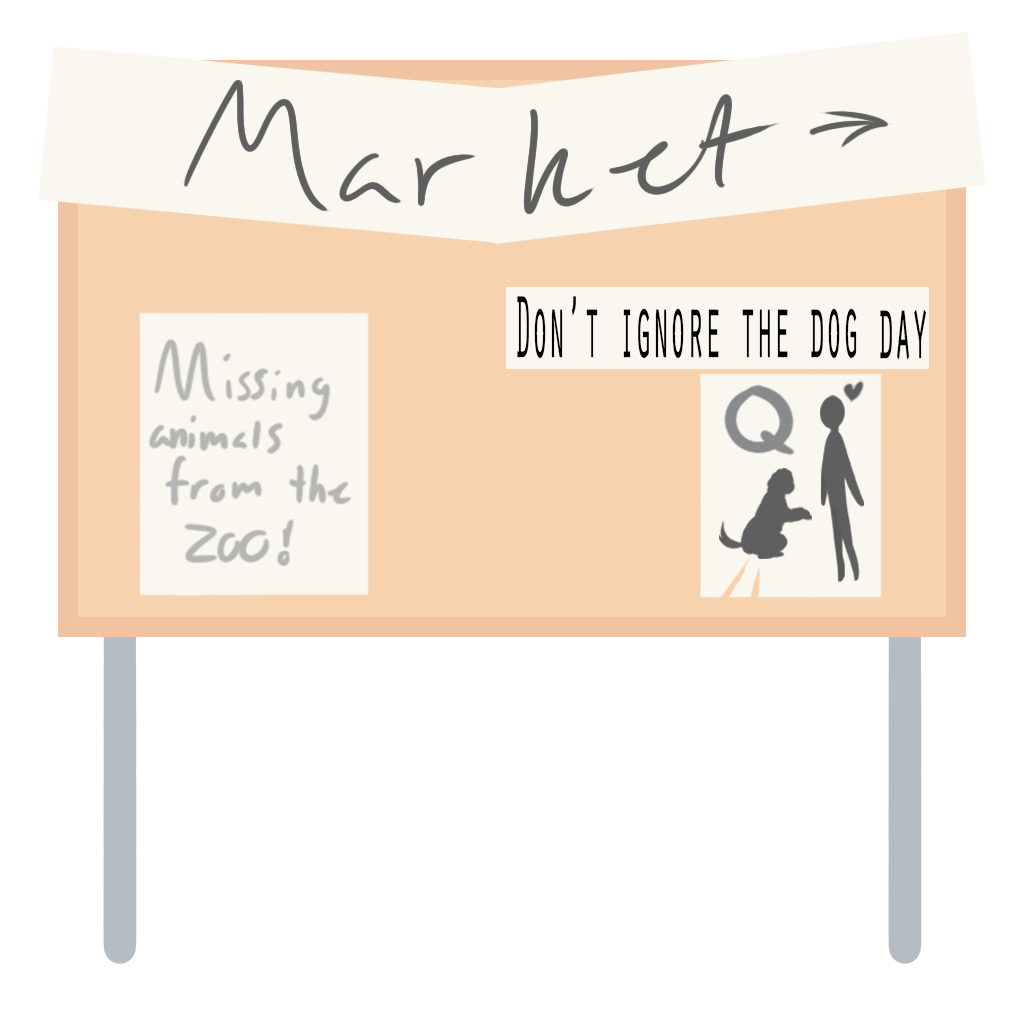 Market →
Missing
animals
from the
zoo!
Don't ignore the dog day
Q